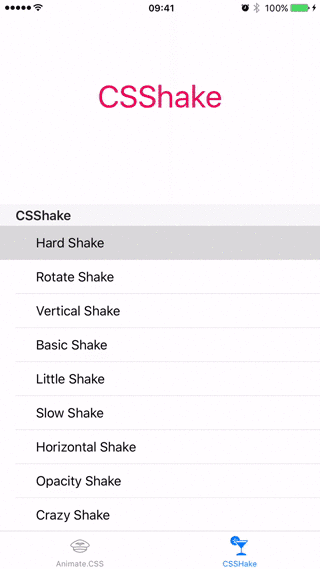 09:41
100%
CSShake
CSShake
Hard Shake
Rotate Shake
Vertical Shake
Basic Shake
Little Shake
Slow Shake
Horizontal Shake
Opacity Shake
Crazy Shake
Animate.CSS
CSSHake